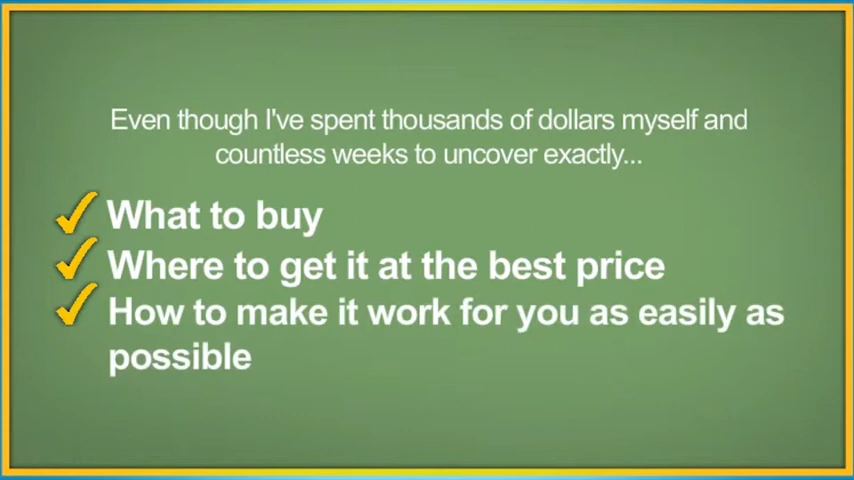 Even though I've spent thousands of dollars myself and
countless weeks to uncover exactly...
What to buy
Where to get it at the best price
How to make it work for you as easily as
possible